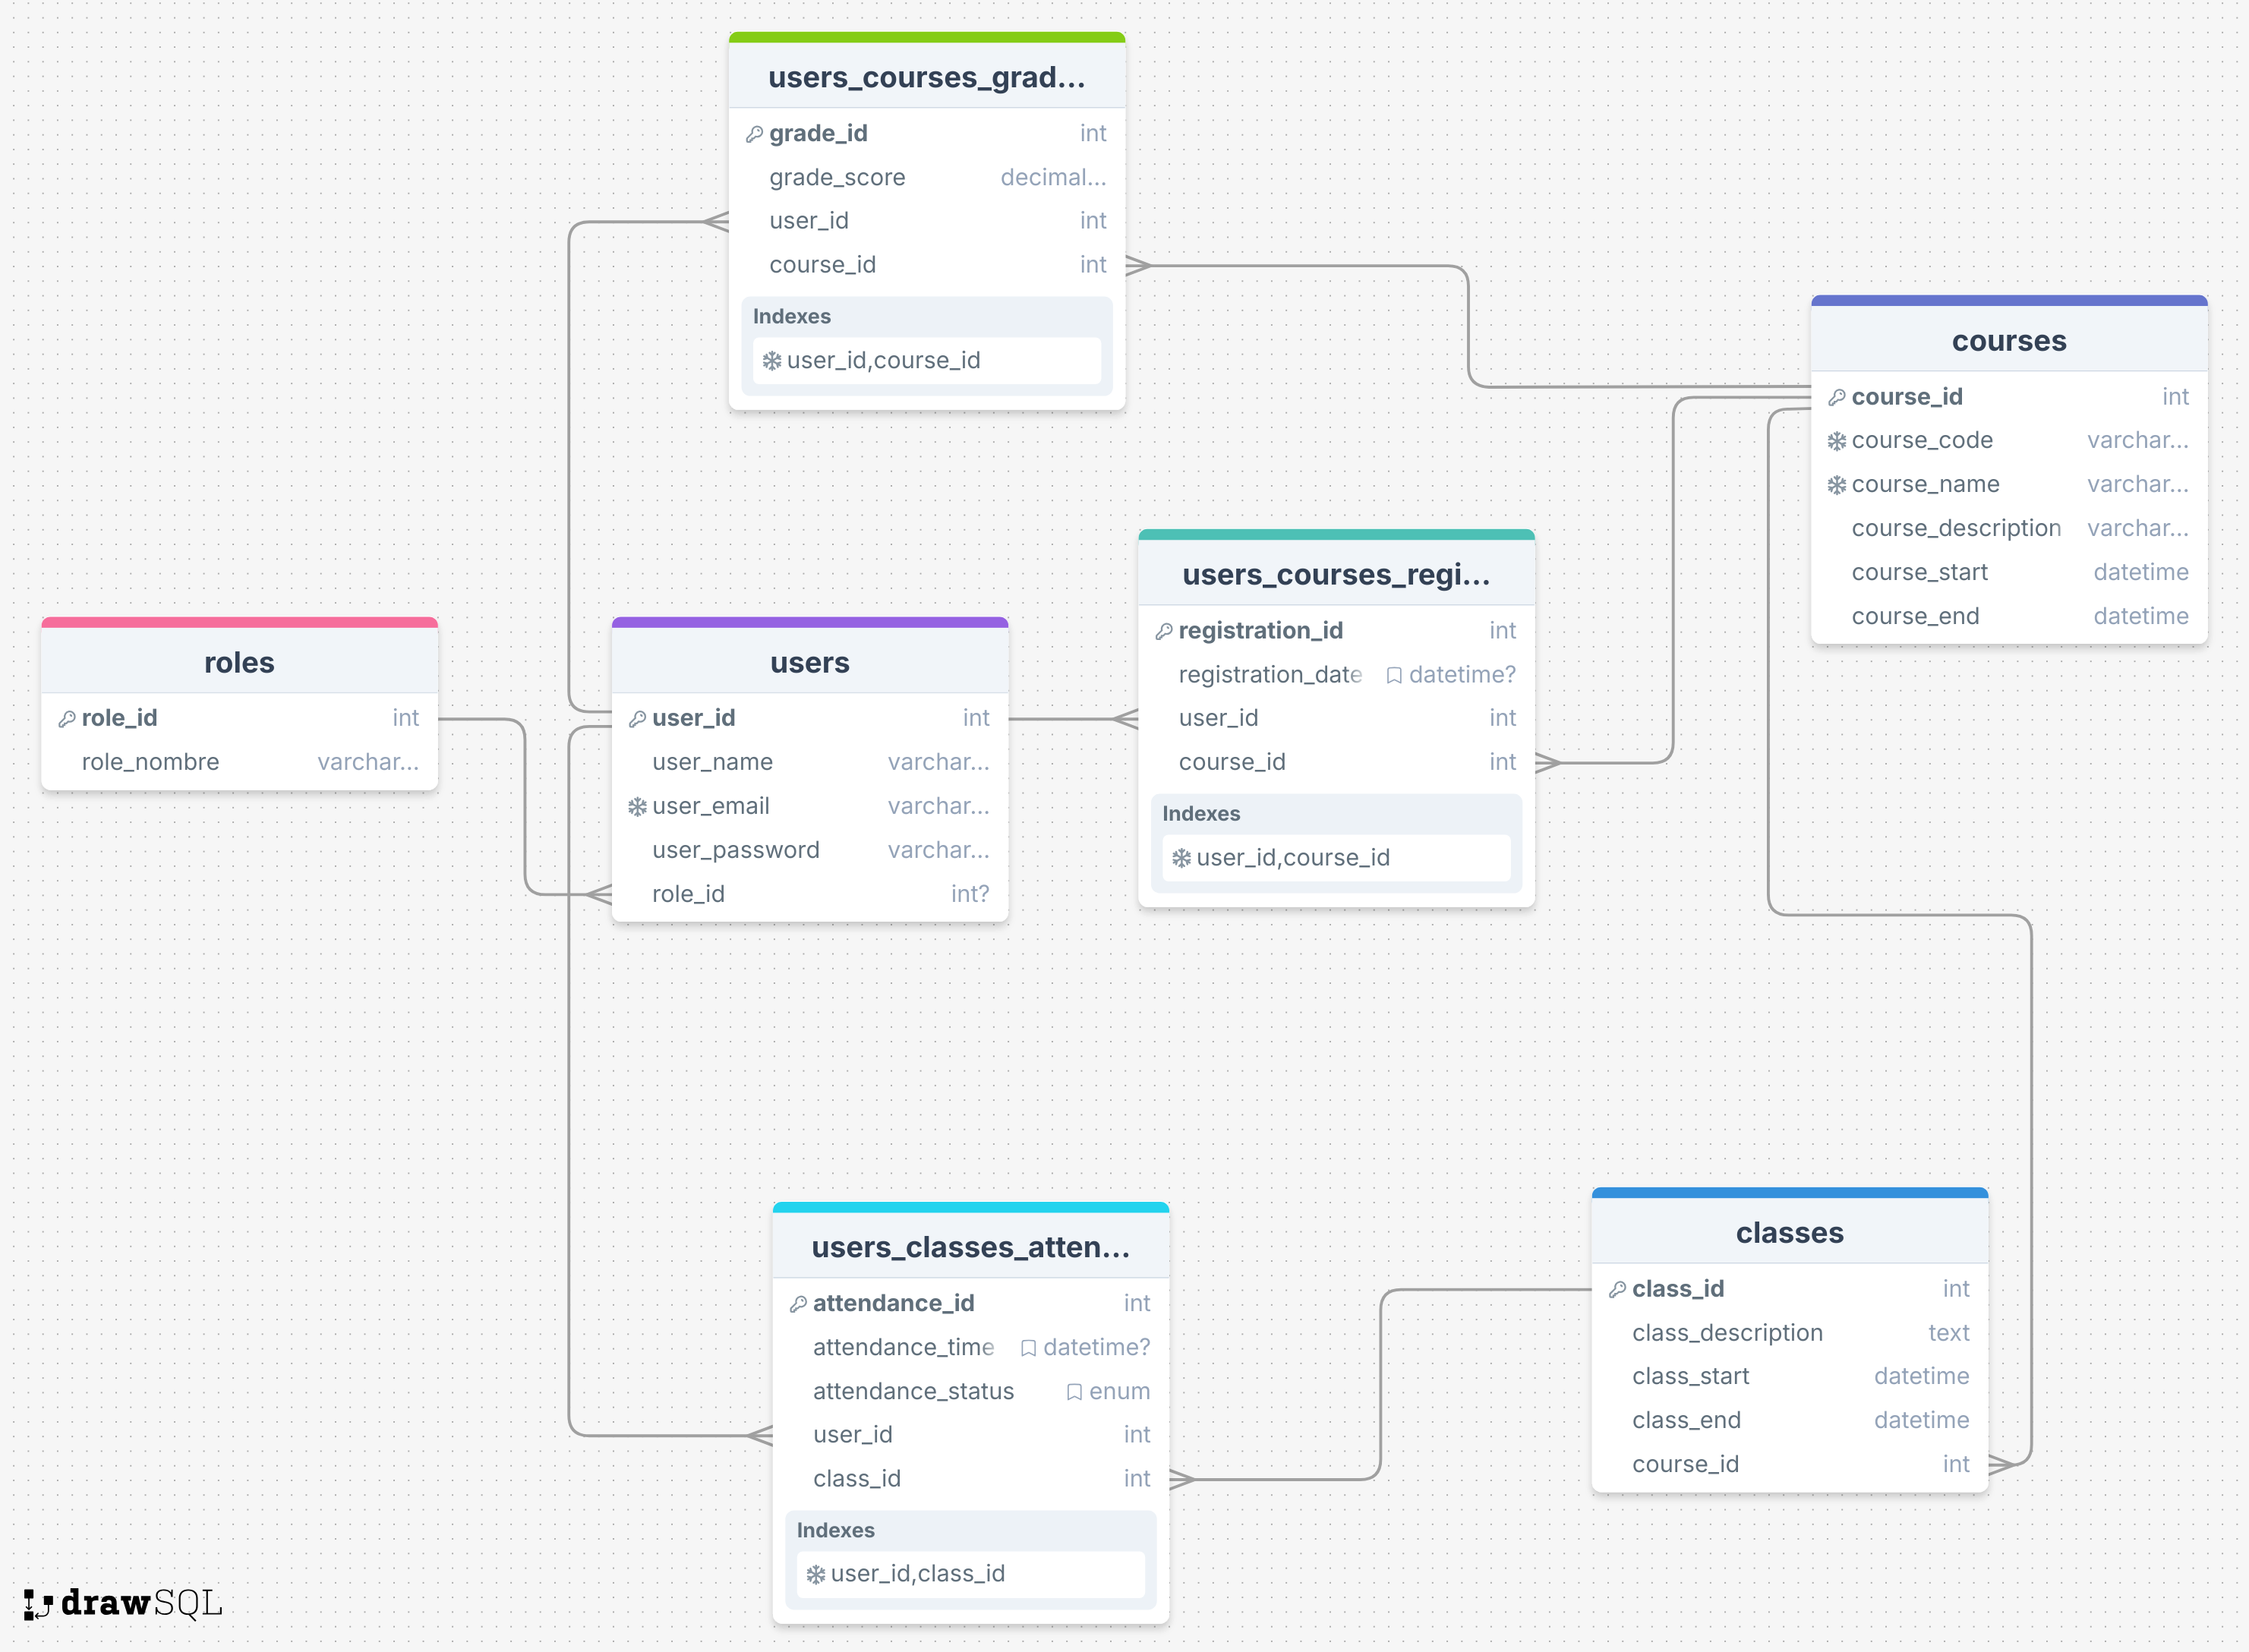 users_courses_grad...
grade_id int
grade_score decimal...
user_id int
course_id int
Indexes
user_id,course_id
courses
course_id int
course_code varchar...
course_name varchar...
course_description varchar...
course_start datetime
course_end datetime
users_courses_regi...
registration_id int
registration_date datetime?
user_id int
course_id int
Indexes
user_id,course_id
roles
role_id int
role_nombre varchar...
users
user_id int
user_name varchar...
user_email varchar...
user_password varchar...
role_id int?
users_classes_atten...
attendance_id int
attendance_time datetime?
attendance_status enum
user_id int
class_id int
Indexes
user_id,class_id
classes
class_id int
class_description text
class_start datetime
class_end datetime
course_id int
drawSQL